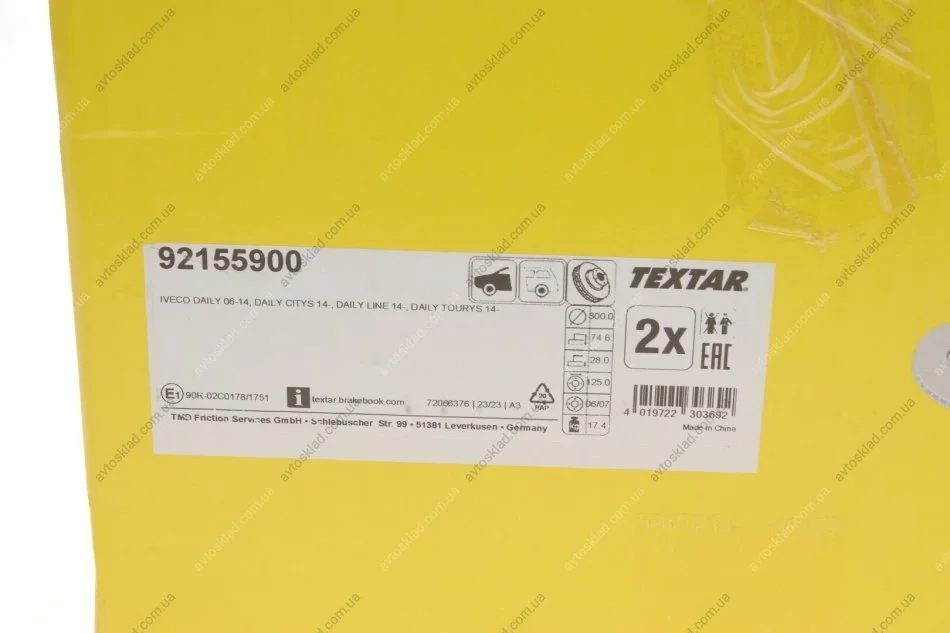 92155900
TEXTAR®
IVECO DAILY 06-14, DAILY CITYS 14-, DAILY LINE 14-, DAILY TOURYS 14-
300.0
74.6
28.0
125.0
06/07
17.4
2x
EAC
E1 90R-02C0178/1751
i textar.brakebook.com
72066376 | 23/23 | A3
20
PAP
4 019722 303692
Made in China
TMD Friction Services GmbH • Schlebuscher Str. 99 • 51381 Leverkusen • Germany
avtosklad.com.ua